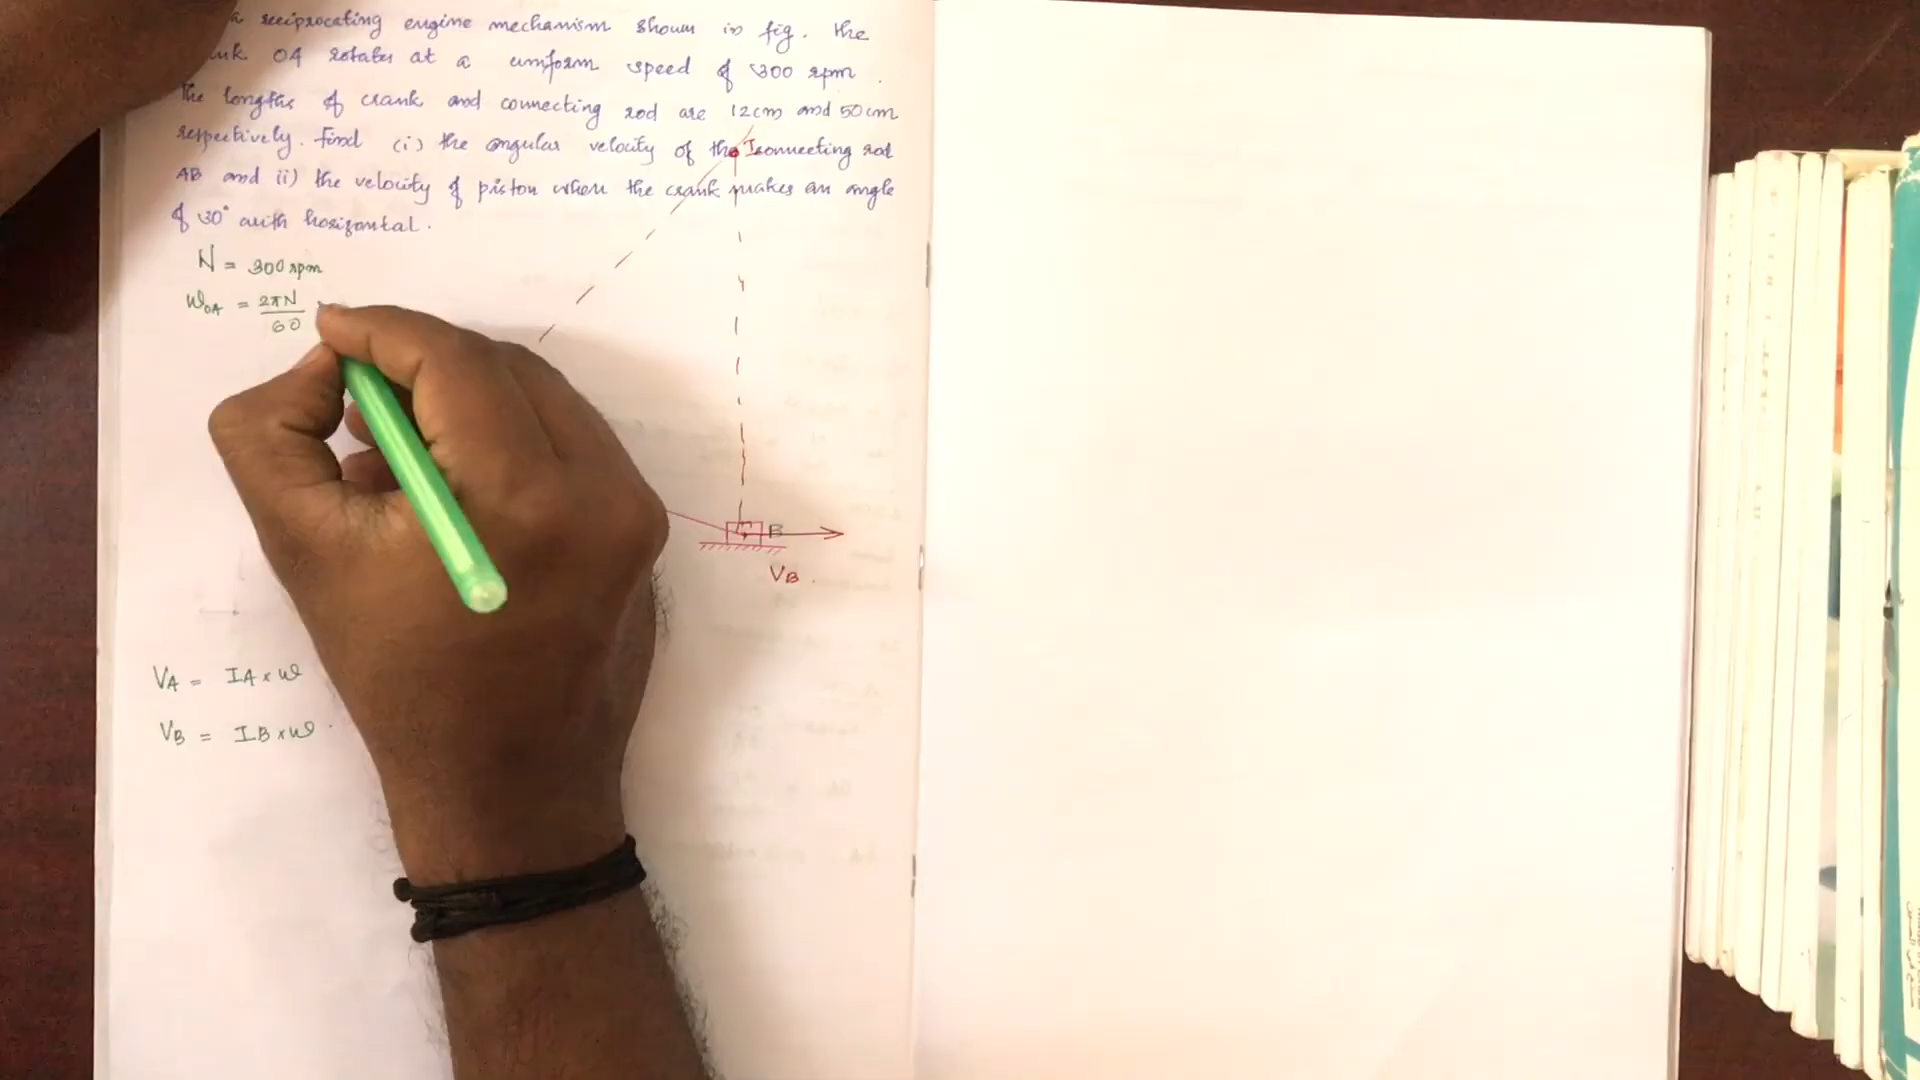 a reciprocating engine mechanism shown in fig. the
OA rotates at a uniform speed of 300 rpm.
The lengths of crank and connecting rod are 12cm and 50cm
respectively. Find (i) the angular velocity of the connecting rod
I
AB and ii) the velocity of piston when the crank makes an angle
of 30° with horizontal.
N = 300 rpm
ωOA = 2πN
60
B
VB.
VA = IA × ω
VB = IB × ω.